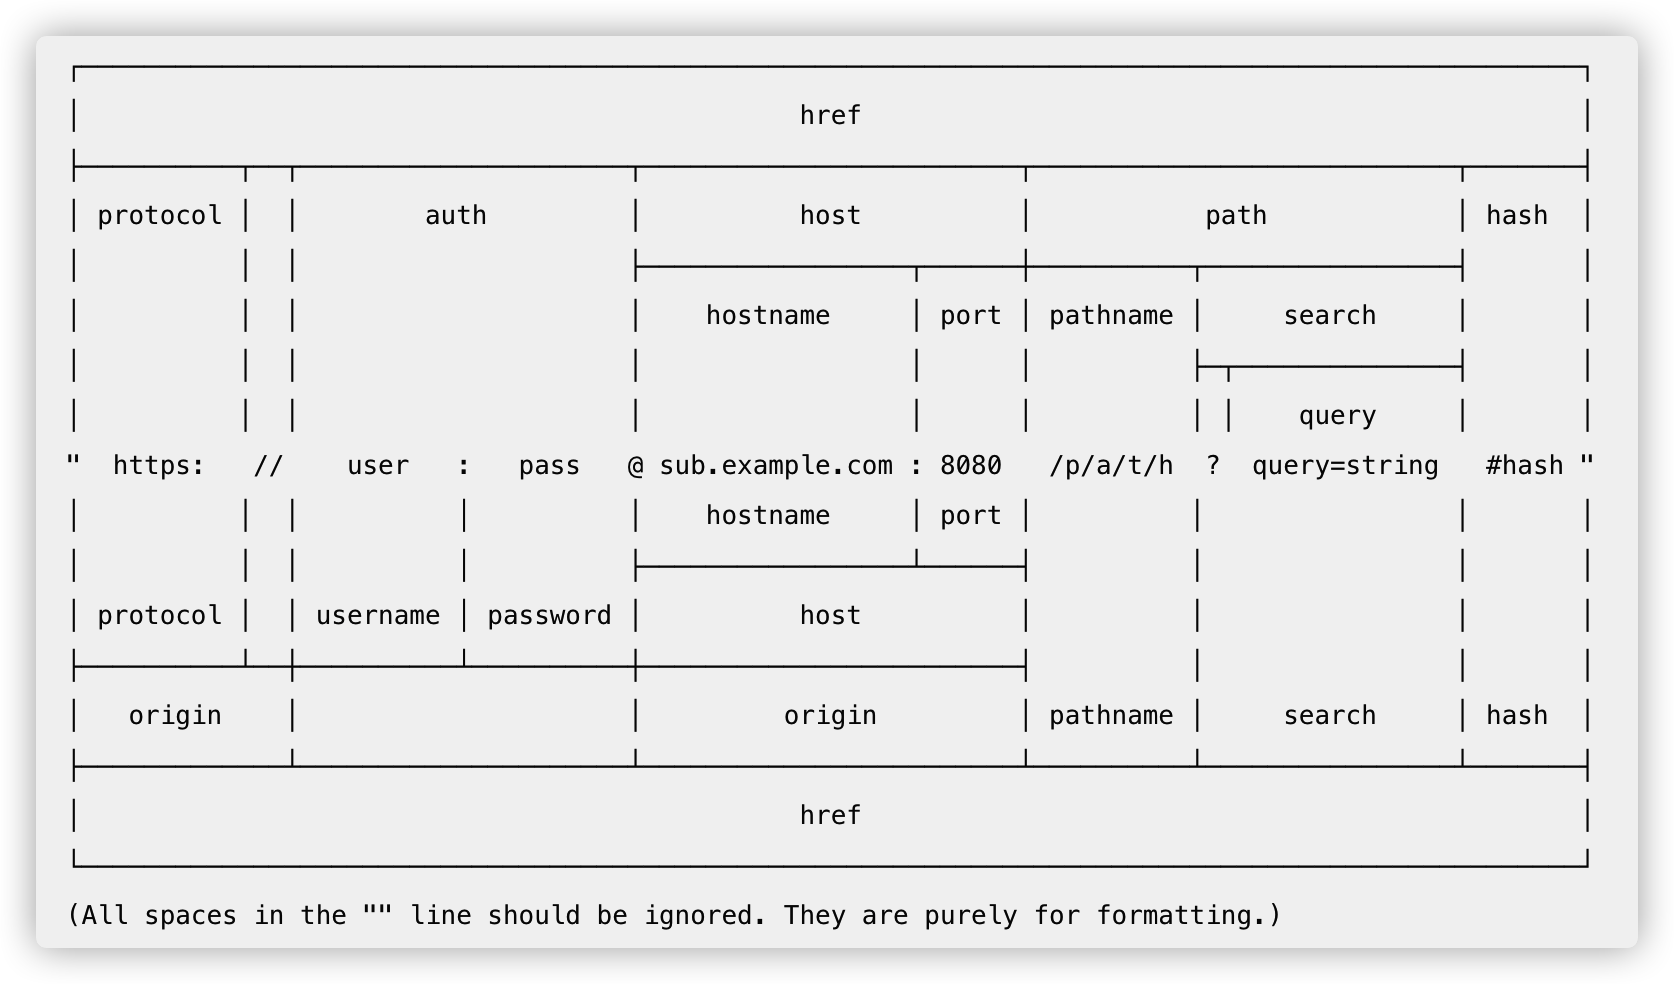 href
protocol auth host path hash
hostname port pathname search
query
" https: // user : pass @ sub.example.com : 8080 /p/a/t/h ? query=string #hash "
hostname port
protocol username password host
origin origin pathname search hash
href
(All spaces in the "" line should be ignored. They are purely for formatting.)